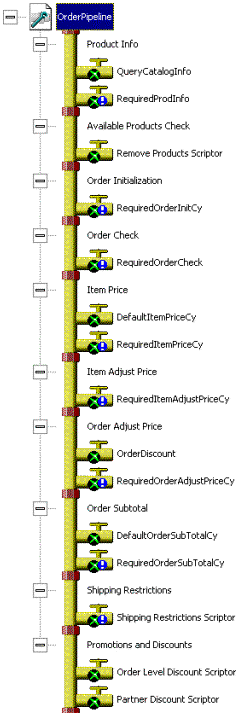 OrderPipeline
Product Info
QueryCatalogInfo
RequiredProdInfo
Available Products Check
Remove Products Scriptor
Order Initialization
RequiredOrderInitCy
Order Check
RequiredOrderCheck
Item Price
DefaultItemPriceCy
RequiredItemPriceCy
Item Adjust Price
RequiredItemAdjustPriceCy
Order Adjust Price
OrderDiscount
RequiredOrderAdjustPriceCy
Order Subtotal
DefaultOrderSubTotalCy
RequiredOrderSubTotalCy
Shipping Restrictions
Shipping Restrictions Scriptor
Promotions and Discounts
Order Level Discount Scriptor
Partner Discount Scriptor